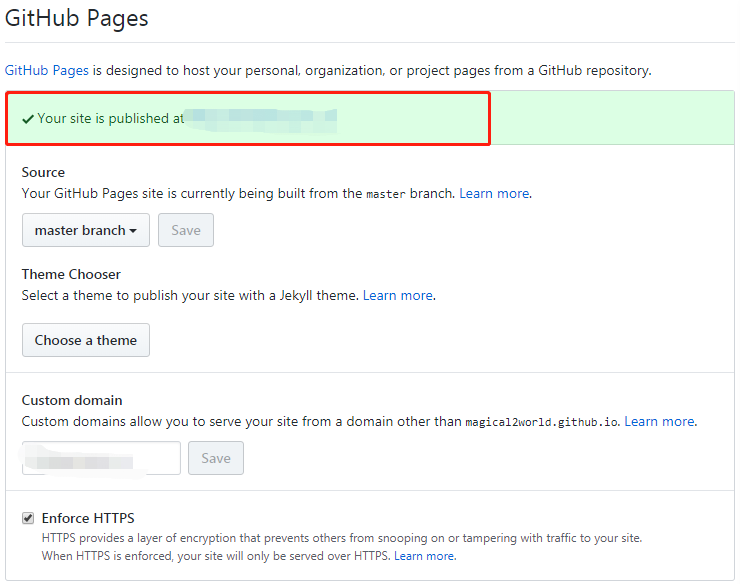 GitHub Pages
GitHub Pages is designed to host your personal, organization, or project pages from a GitHub repository.
✔ Your site is published at
Source
Your GitHub Pages site is currently being built from the master branch. Learn more.
master branch
Save
Theme Chooser
Select a theme to publish your site with a Jekyll theme. Learn more.
Choose a theme
Custom domain
Custom domains allow you to serve your site from a domain other than magical2world.github.io. Learn more.
Save
Enforce HTTPS
HTTPS provides a layer of encryption that prevents others from snooping on or tampering with traffic to your site.
When HTTPS is enforced, your site will only be served over HTTPS. Learn more.